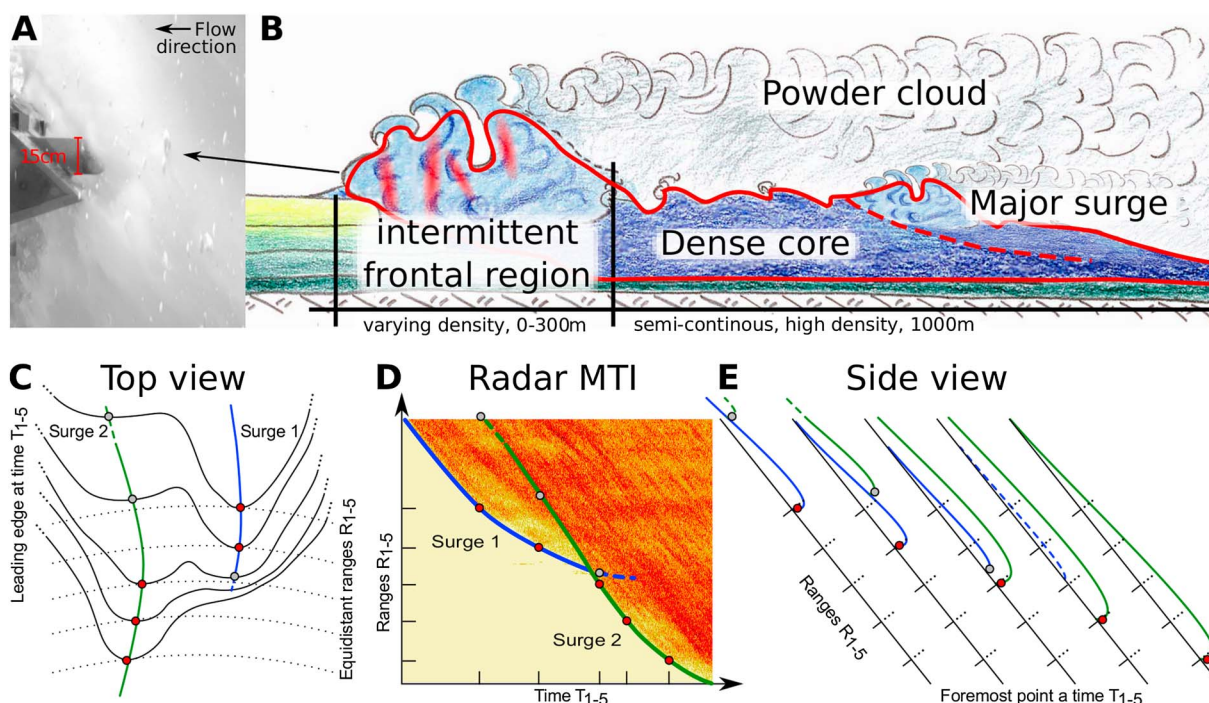 A
← Flow
direction
15cm
B
Powder cloud
Major surge
intermittent
frontal region
Dense core
varying density, 0-300m
semi-continous, high density, 1000m
C
Top view
Leading edge at time T1-5
Surge 2
Surge 1
Equidistant ranges R1-5
D
Radar MTI
Ranges R1-5
Surge 1
Surge 2
Time T1-5
E
Side view
Ranges R1-5
Foremost point a time T1-5